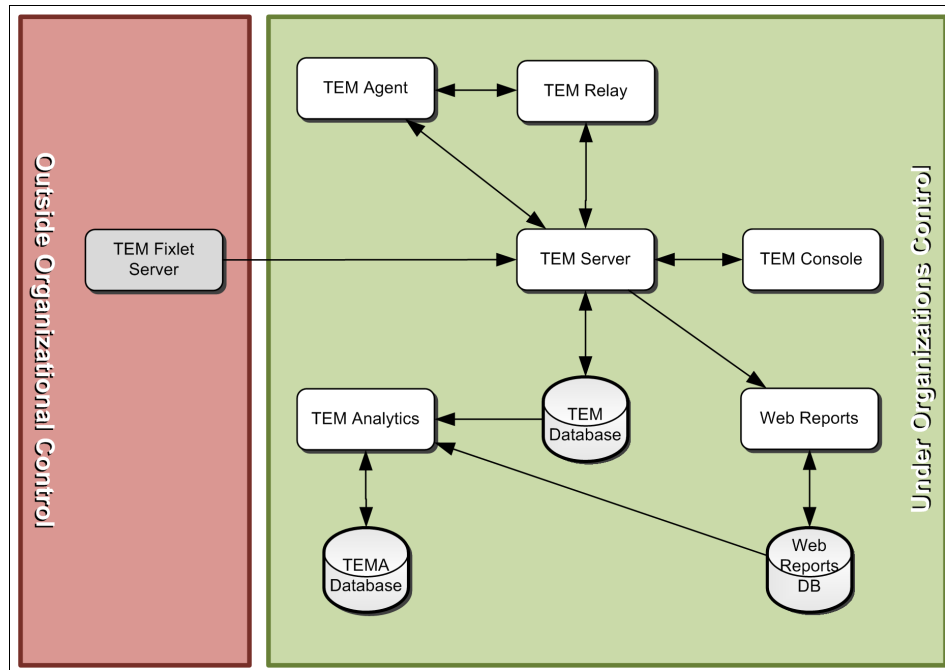 Outside Organizational Control
TEM Fixlet
Server
TEM Agent
TEM Relay
TEM Server
TEM Console
TEM Analytics
TEM
Database
Web Reports
TEMA
Database
Web
Reports
DB
Under Organizations Control